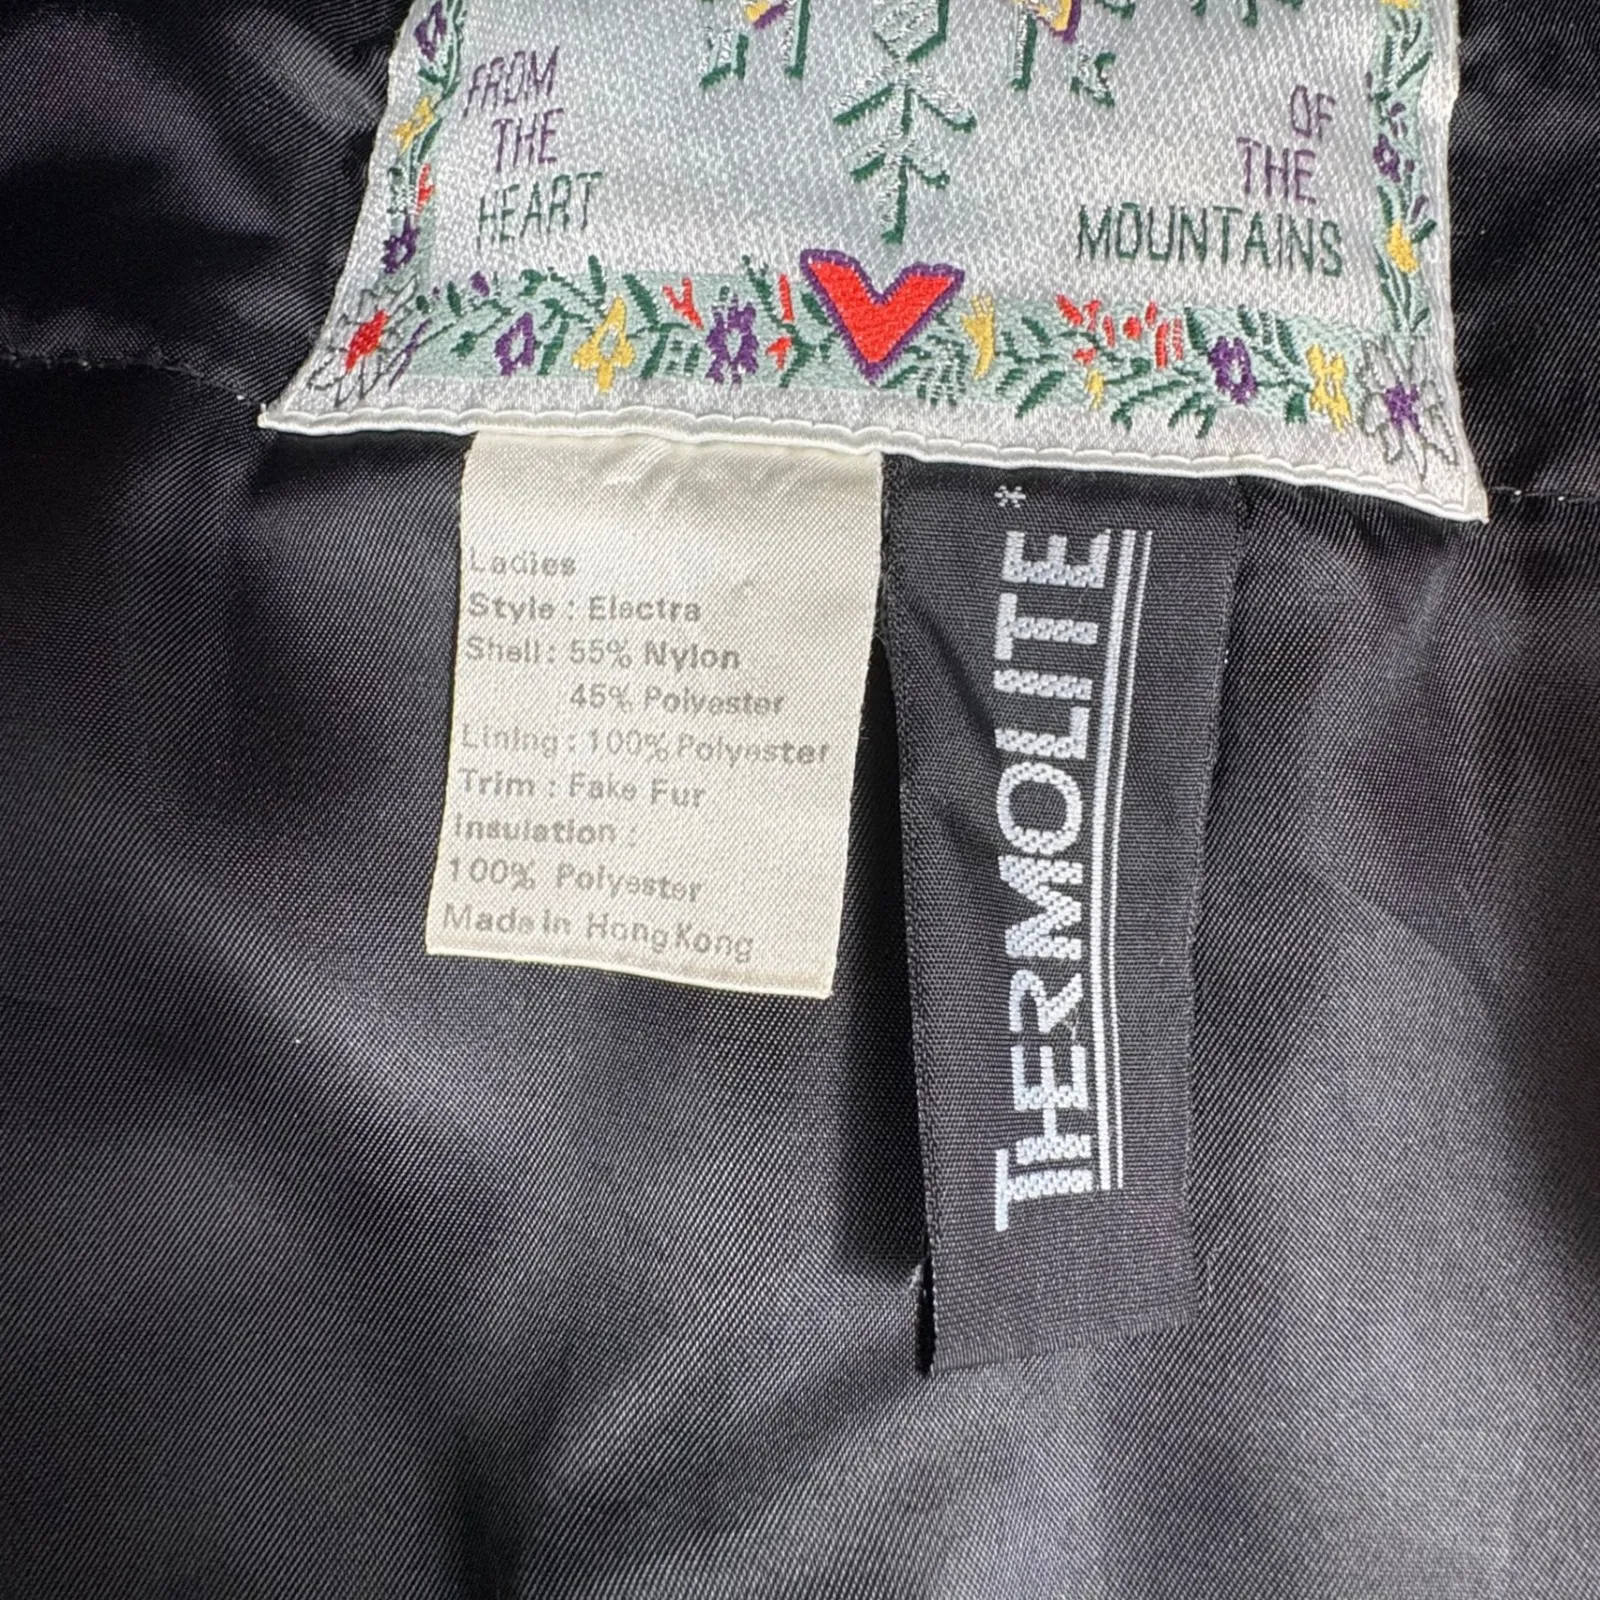 FROM
THE
HEART
OF
THE
MOUNTAINS
Ladies
Style : Electra
Shell : 55% Nylon
45% Polyester
Lining : 100% Polyester
Trim : Fake Fur
Insulation :
100% Polyester
Made in Hong Kong
THERMOLITE*